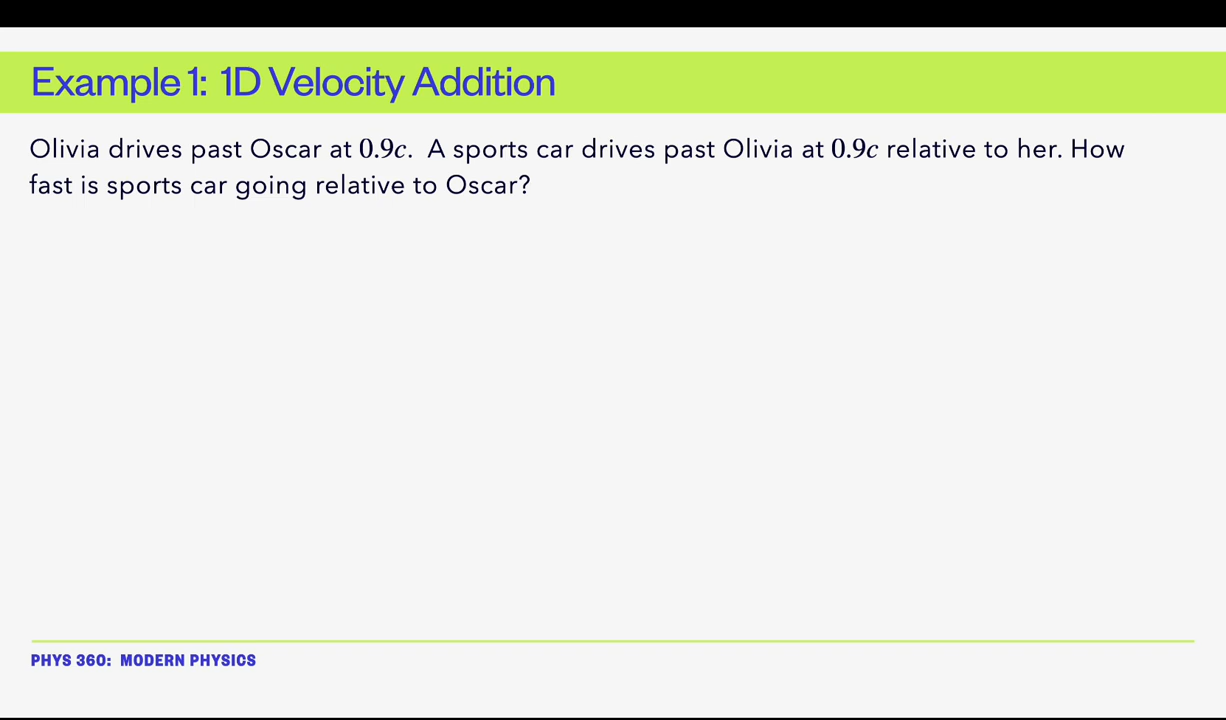 Example 1:  1D Velocity Addition
Olivia drives past Oscar at 0.9c.  A sports car drives past Olivia at 0.9c relative to her. How
fast is sports car going relative to Oscar?
PHYS 360:  MODERN PHYSICS